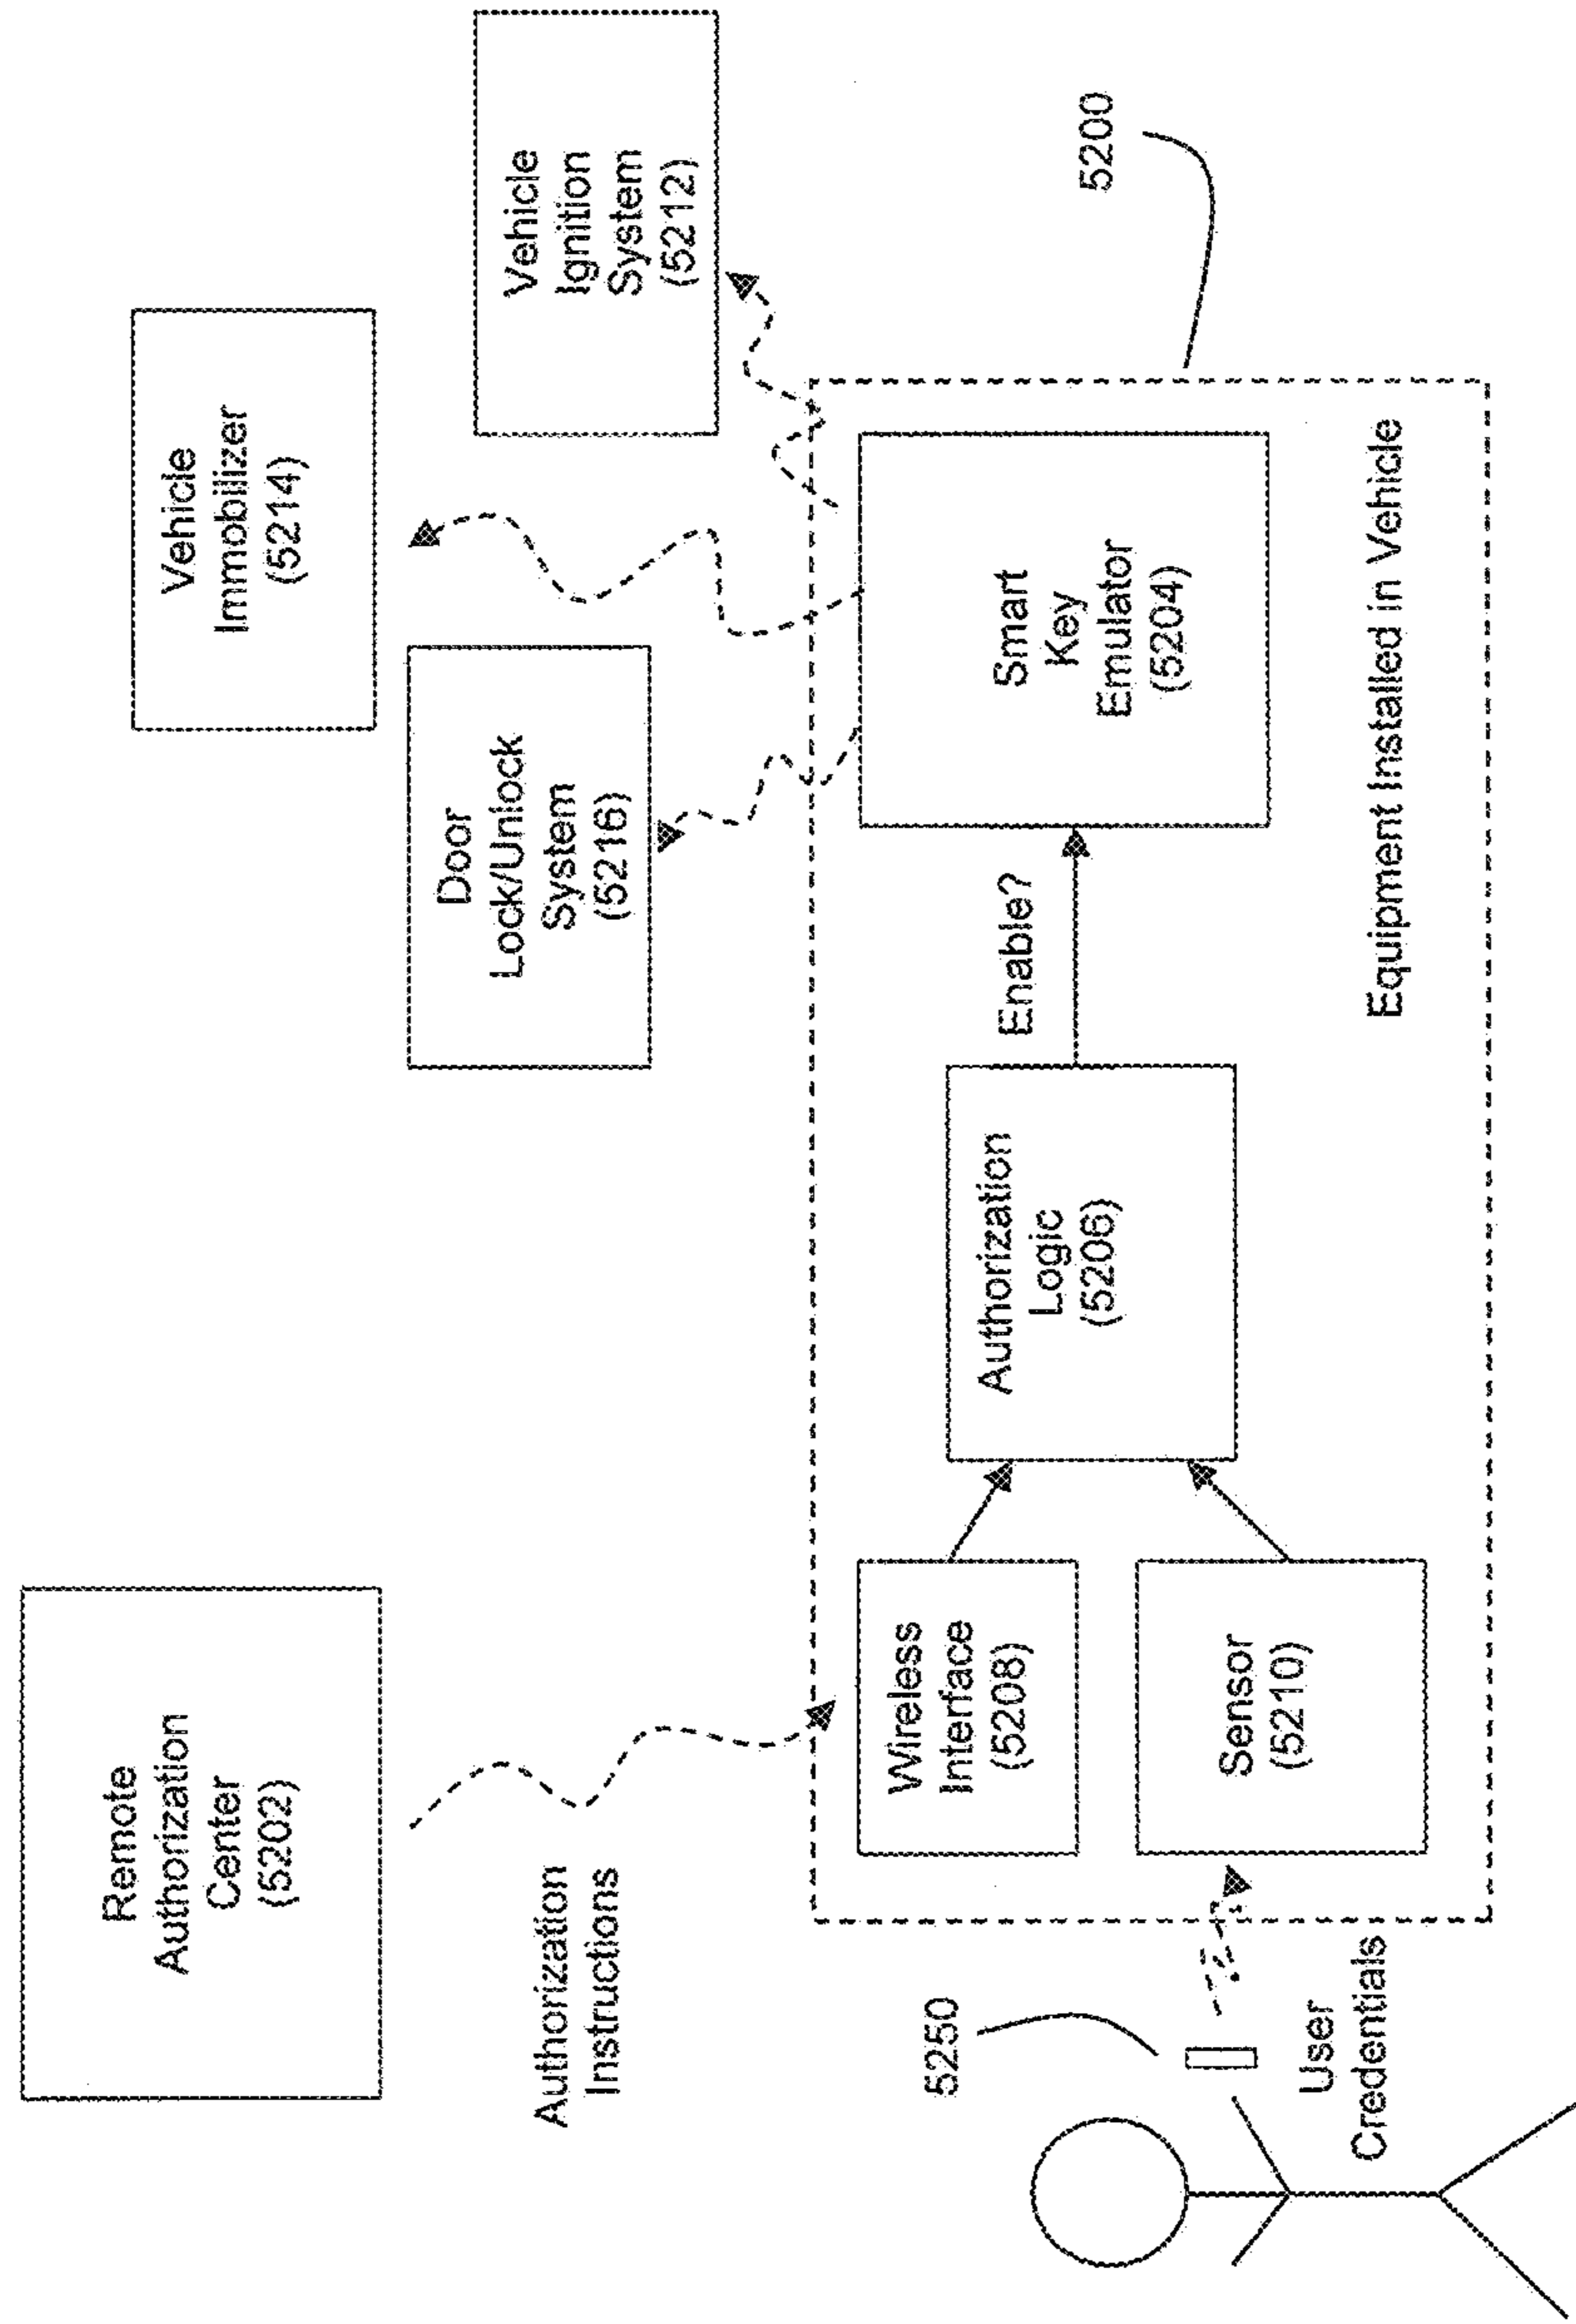 Remote
Authorization
Center
(5202)
Authorization
Instructions
Vehicle
Immobilizer
(5214)
Door
Lock/Unlock
System
(5216)
Vehicle
Ignition
System
(5212)
5200
5250
User
Credentials
Wireless
Interface
(5208)
Sensor
(5210)
Authorization
Logic
(5206)
Enable?
Smart
Key
Emulator
(5204)
Equipment Installed in Vehicle